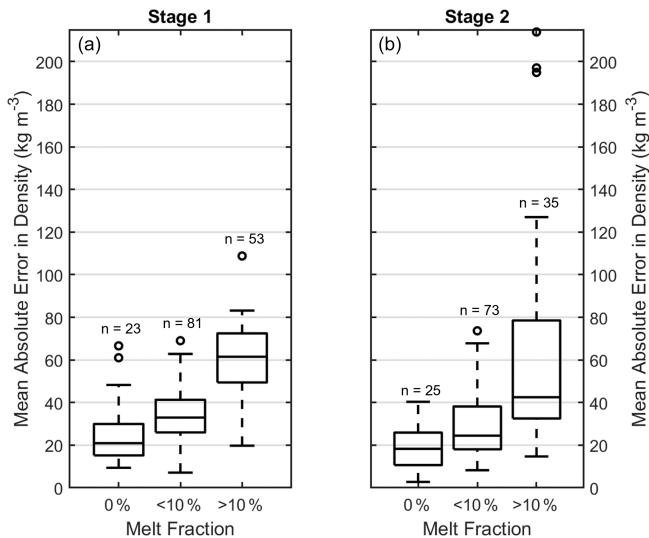 Stage 1
Stage 2
(a)
(b)
200
180
160
140
120
100
80
60
40
20
0
Mean Absolute Error in Density (kg m⁻³)
n = 23
n = 81
n = 53
0 %
<10 %
>10 %
Melt Fraction
n = 25
n = 73
n = 35
0 %
<10 %
>10 %
Melt Fraction
200
180
160
140
120
100
80
60
40
20
0
Mean Absolute Error in Density (kg m⁻³)